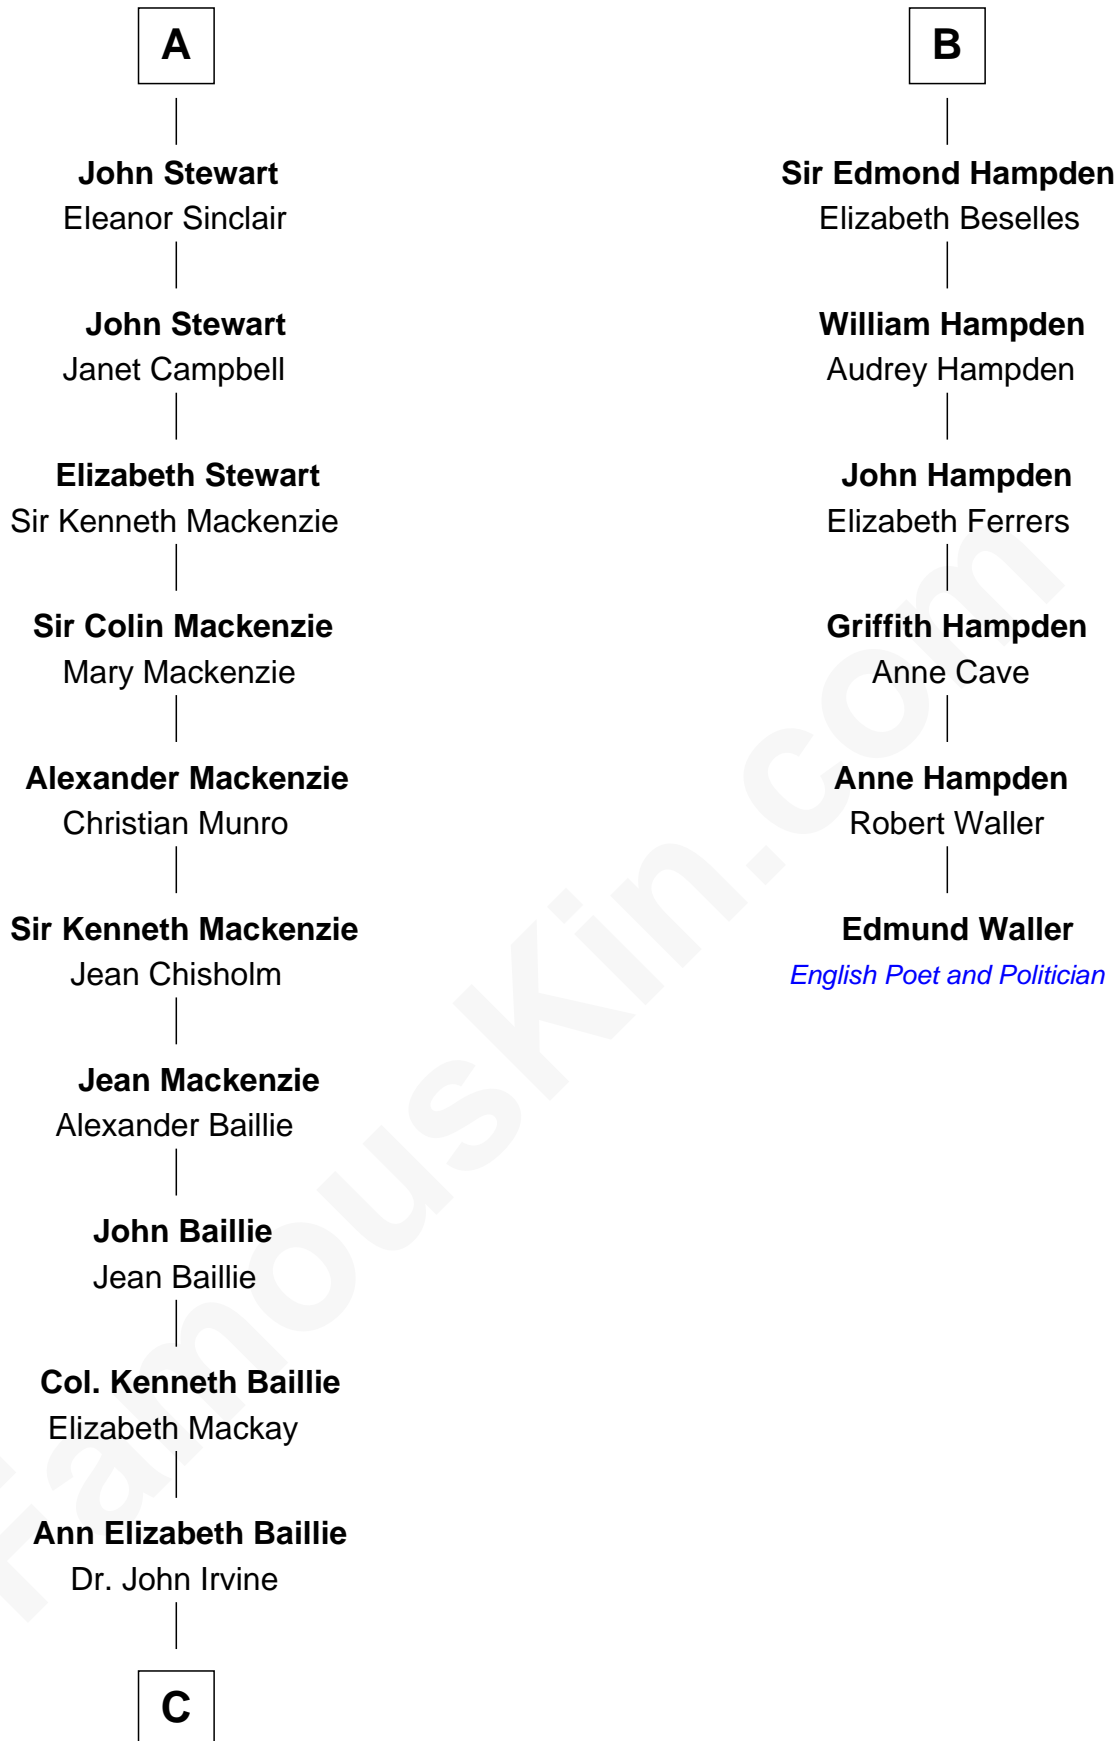 A
John Stewart
Eleanor Sinclair
John Stewart
Janet Campbell
Elizabeth Stewart
Sir Kenneth Mackenzie
Sir Colin Mackenzie
Mary Mackenzie
Alexander Mackenzie
Christian Munro
Sir Kenneth Mackenzie
Jean Chisholm
Jean Mackenzie
Alexander Baillie
John Baillie
Jean Baillie
Col. Kenneth Baillie
Elizabeth Mackay
Ann Elizabeth Baillie
Dr. John Irvine
C
B
Sir Edmond Hampden
Elizabeth Beselles
William Hampden
Audrey Hampden
John Hampden
Elizabeth Ferrers
Griffith Hampden
Anne Cave
Anne Hampden
Robert Waller
Edmund Waller
English Poet and Politician
FamousKin.com